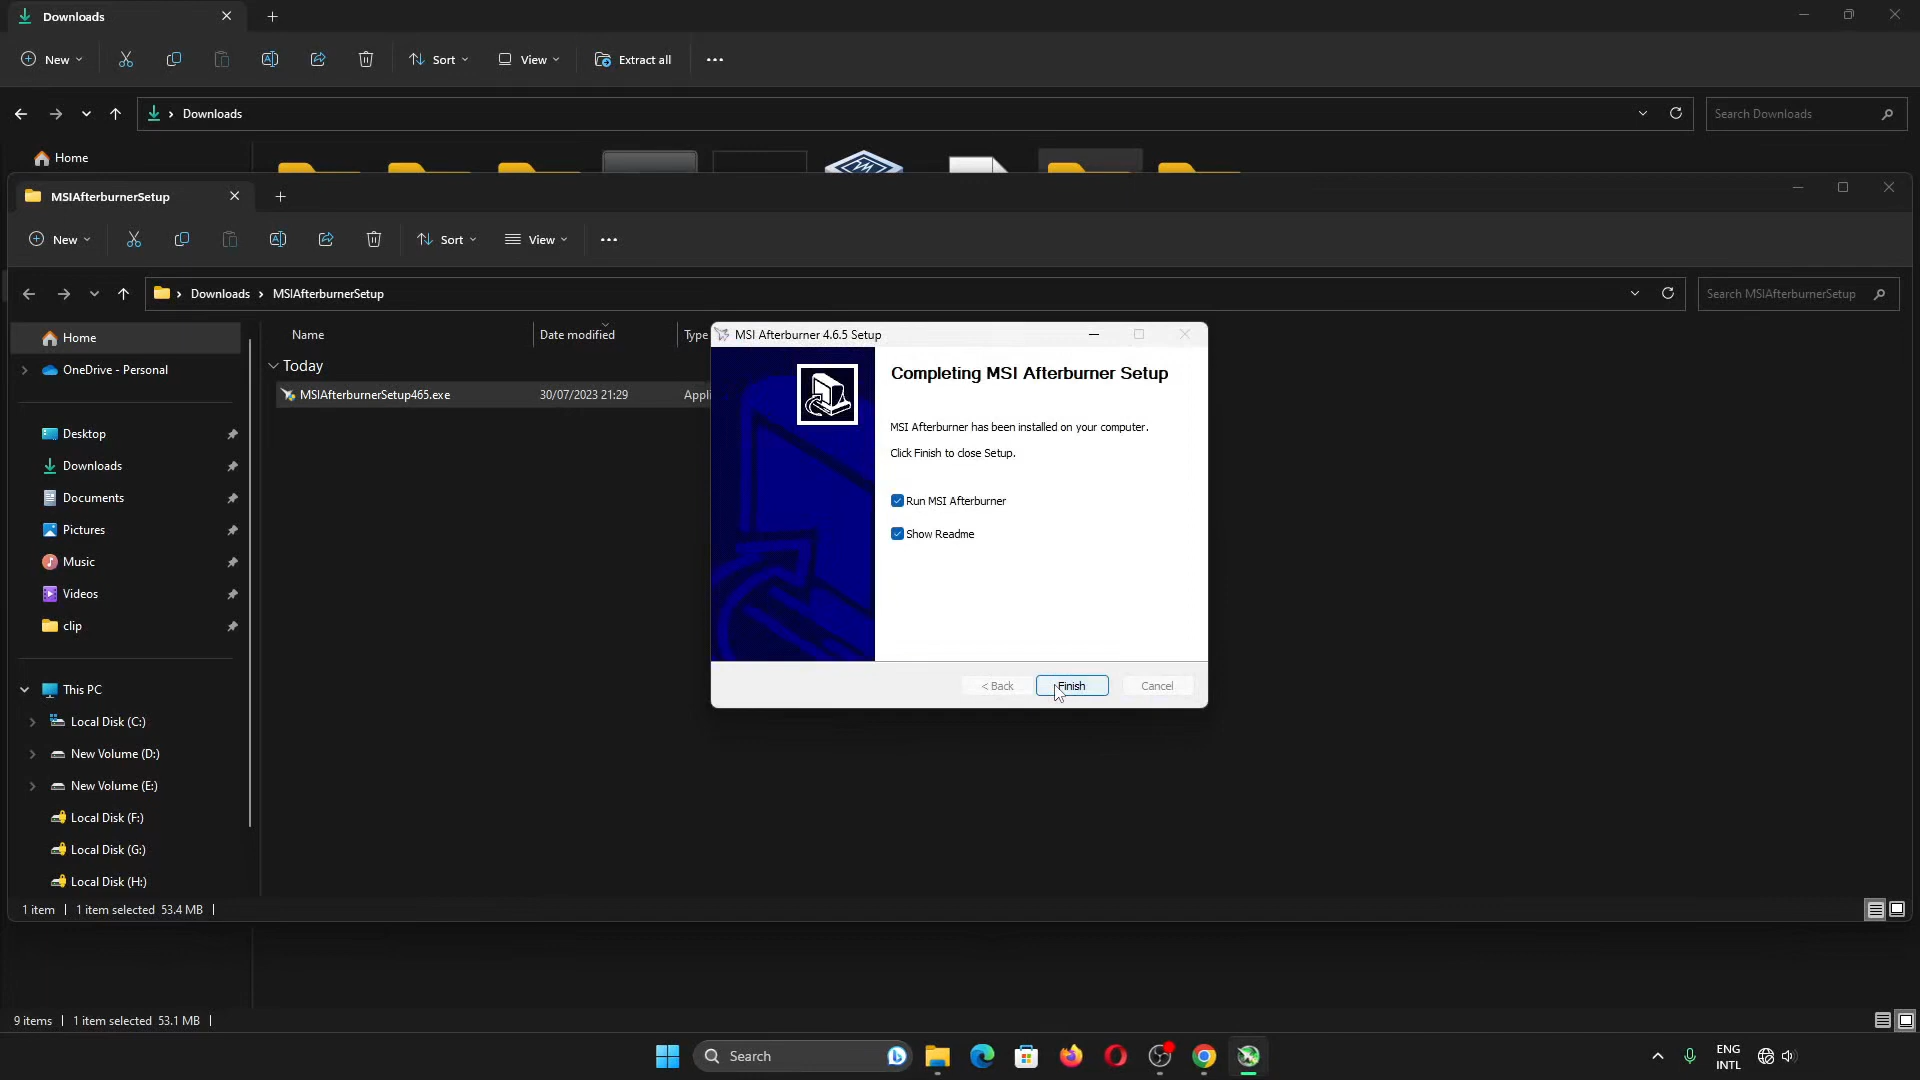 Downloads
New
Sort
View
Extract all
Downloads
Search Downloads
Home
MSIAfterburnerSetup
New
Sort
View
Downloads
MSIAfterburnerSetup
Search MSIAfterburnerSetup
Home
OneDrive - Personal
Desktop
Downloads
Documents
Pictures
Music
Videos
clip
This PC
Local Disk (C:)
New Volume (D:)
New Volume (E:)
Local Disk (F:)
Local Disk (G:)
Local Disk (H:)
Name
Date modified
Type
Today
MSIAfterburnerSetup465.exe
30/07/2023 21:29
Appli
MSI Afterburner 4.6.5 Setup
Completing MSI Afterburner Setup
MSI Afterburner has been installed on your computer.
Click Finish to close Setup.
Run MSI Afterburner
Show Readme
< Back
Finish
Cancel
1 item
1 item selected 53.4 MB
9 items
1 item selected 53.1 MB
Search
ENG
INTL